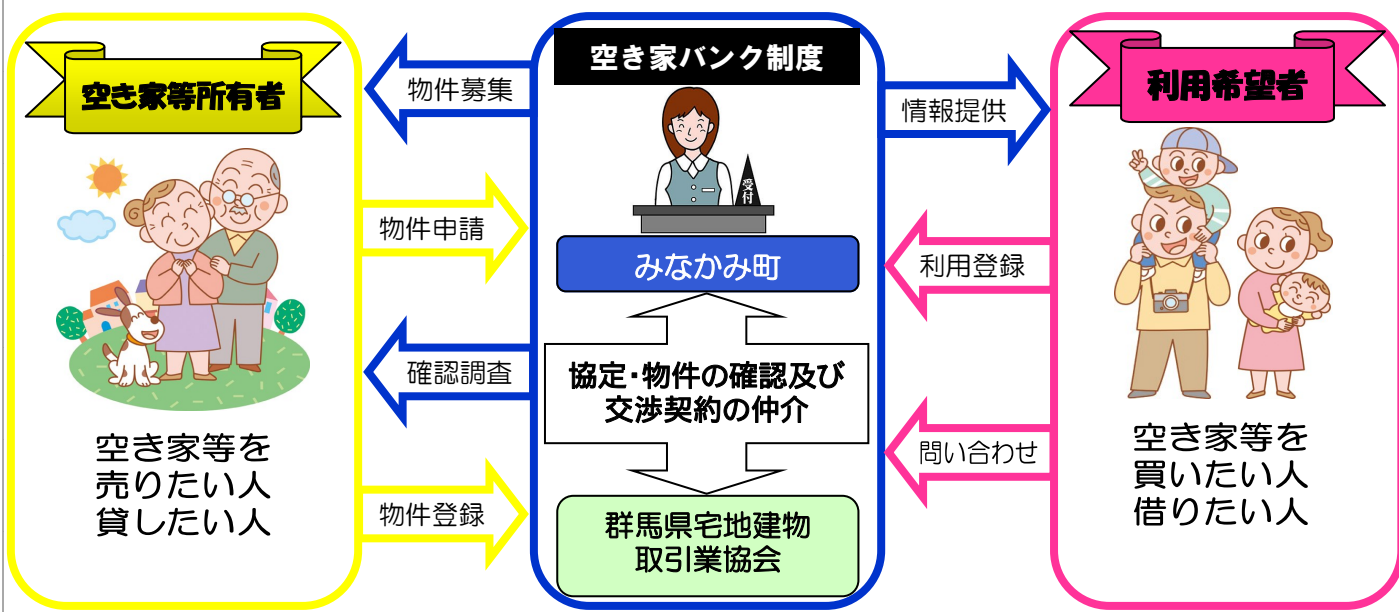 空き家等所有者
空き家等を
売りたい人
貸したい人
物件募集
物件申請
確認調査
物件登録
空き家バンク制度
受付
みなかみ町
協定・物件の確認及び
交渉契約の仲介
群馬県宅地建物
取引業協会
情報提供
利用登録
問い合わせ
利用希望者
空き家等を
買いたい人
借りたい人